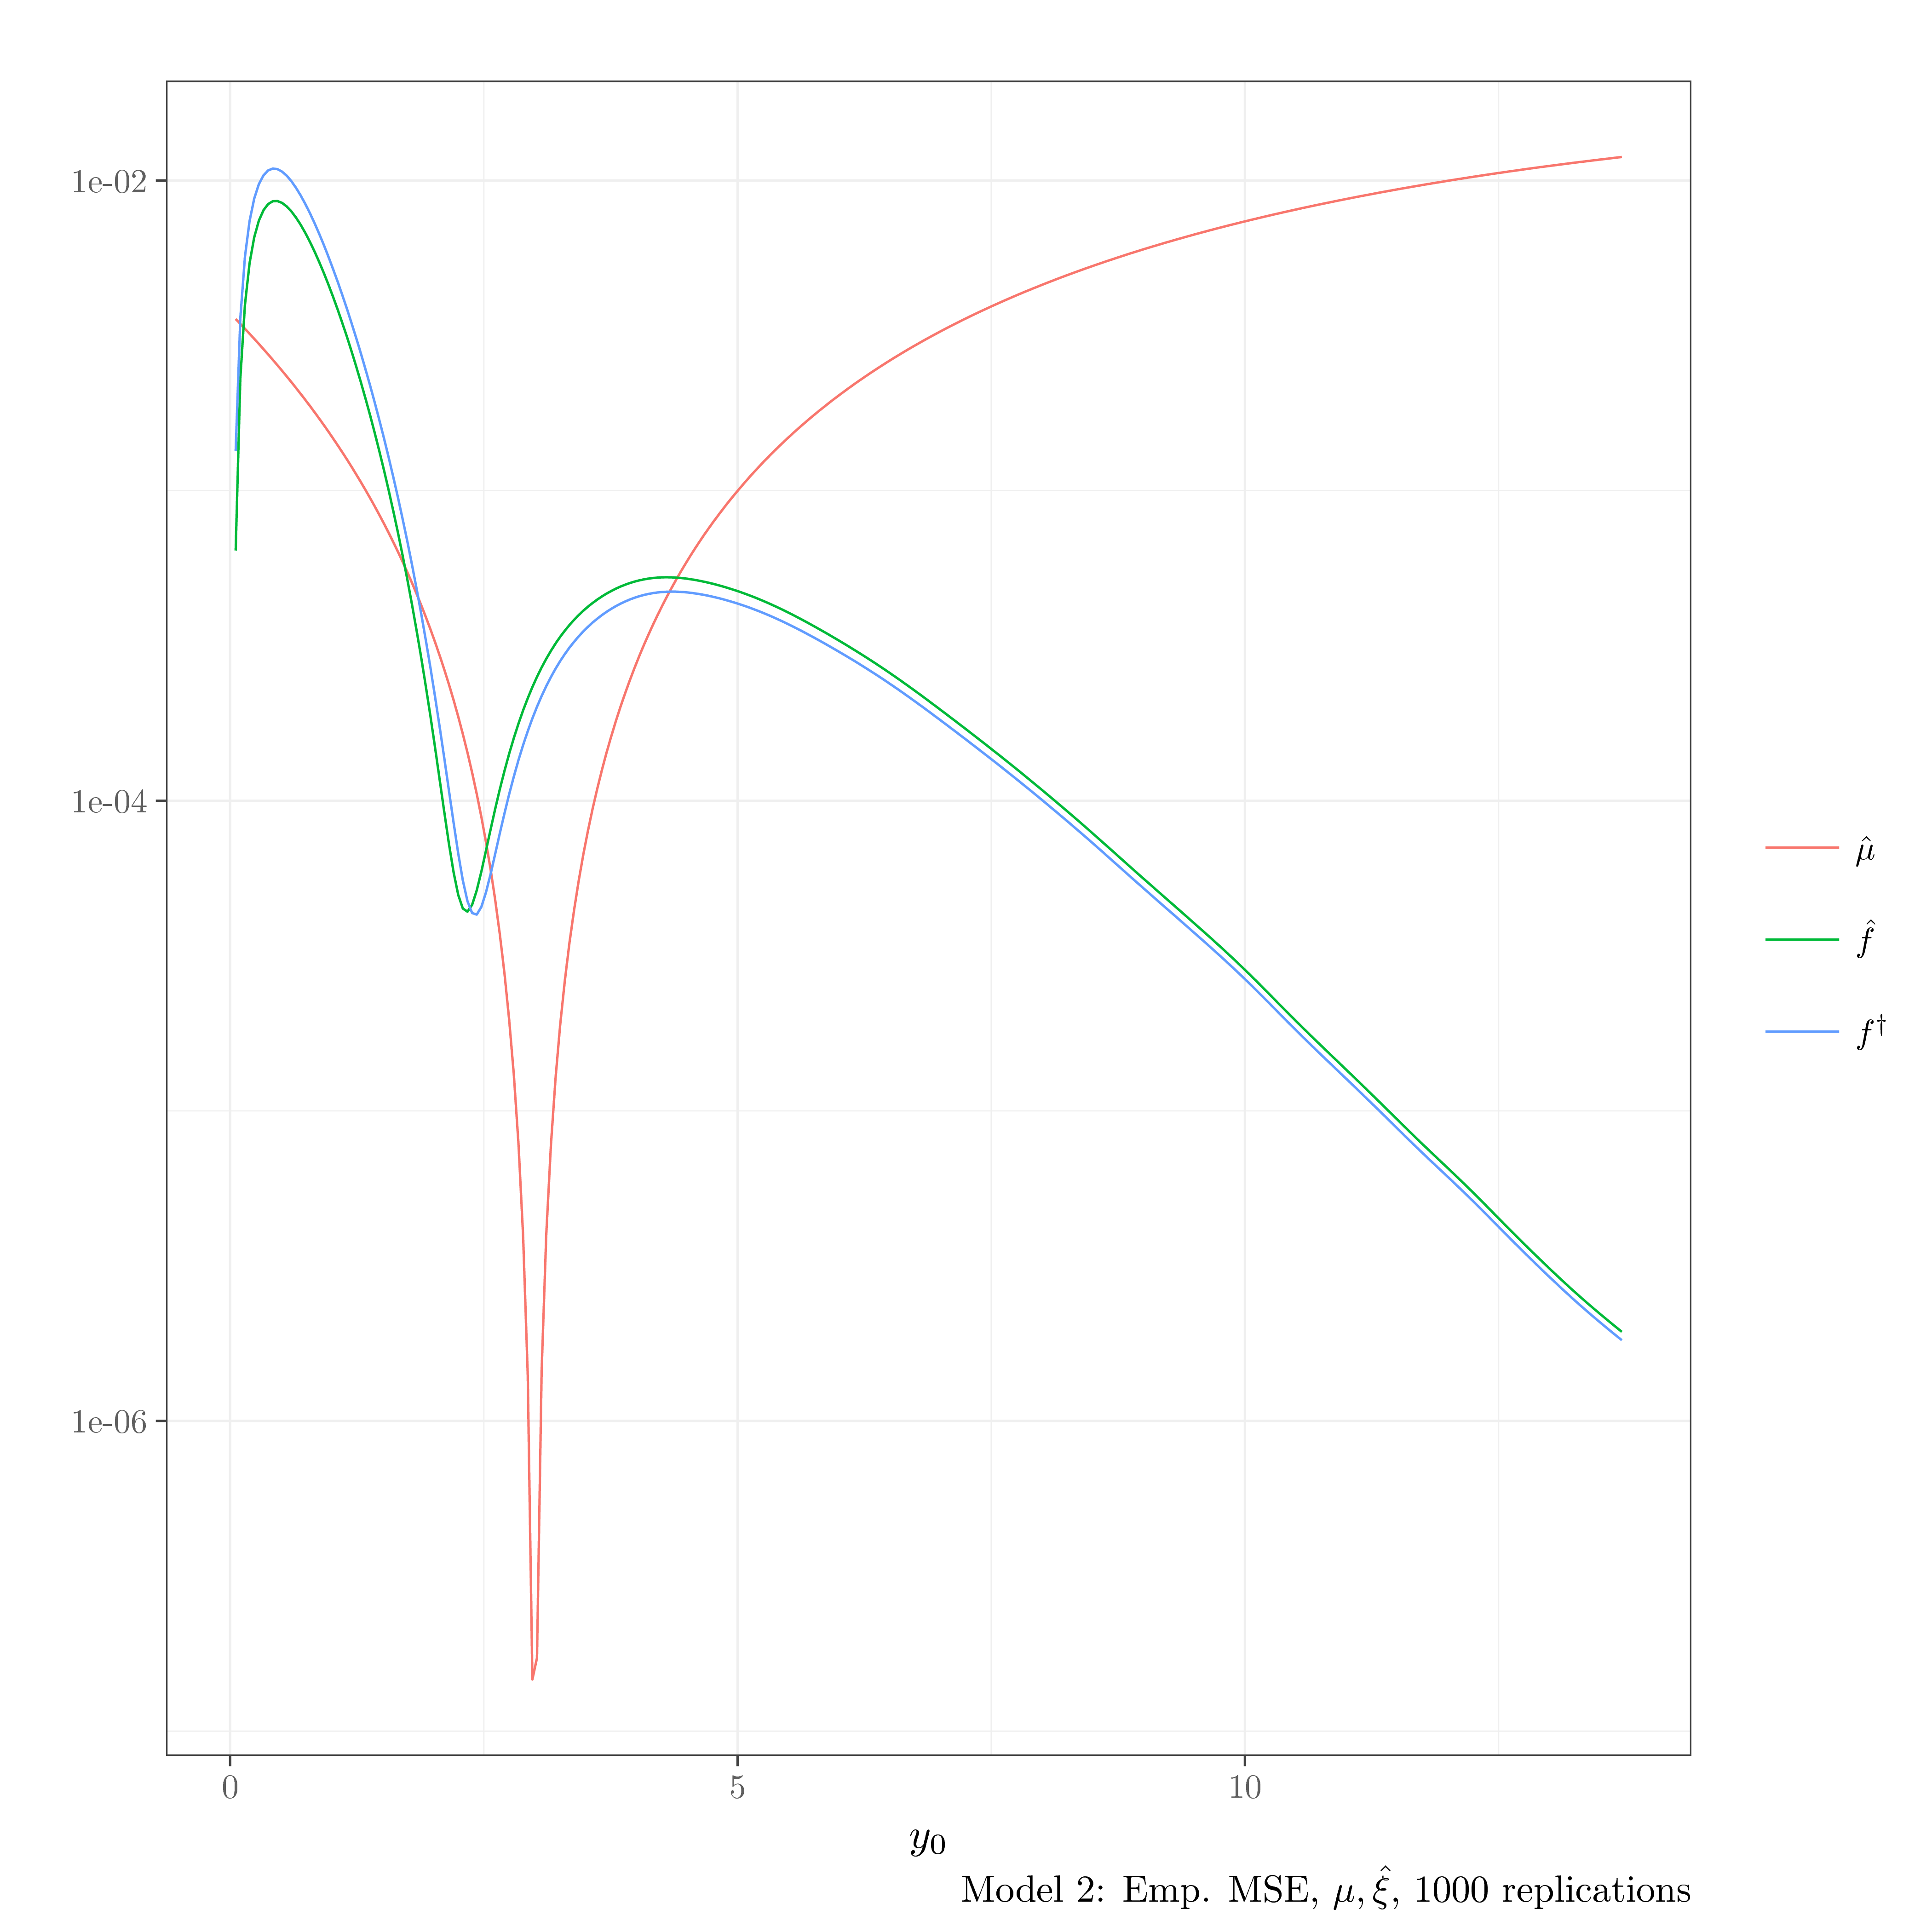 1e-02
1e-04
1e-06
0 5 10
y₀
μ̂
f̂
f†
Model 2: Emp. MSE, μ, ξ̂, 1000 replications